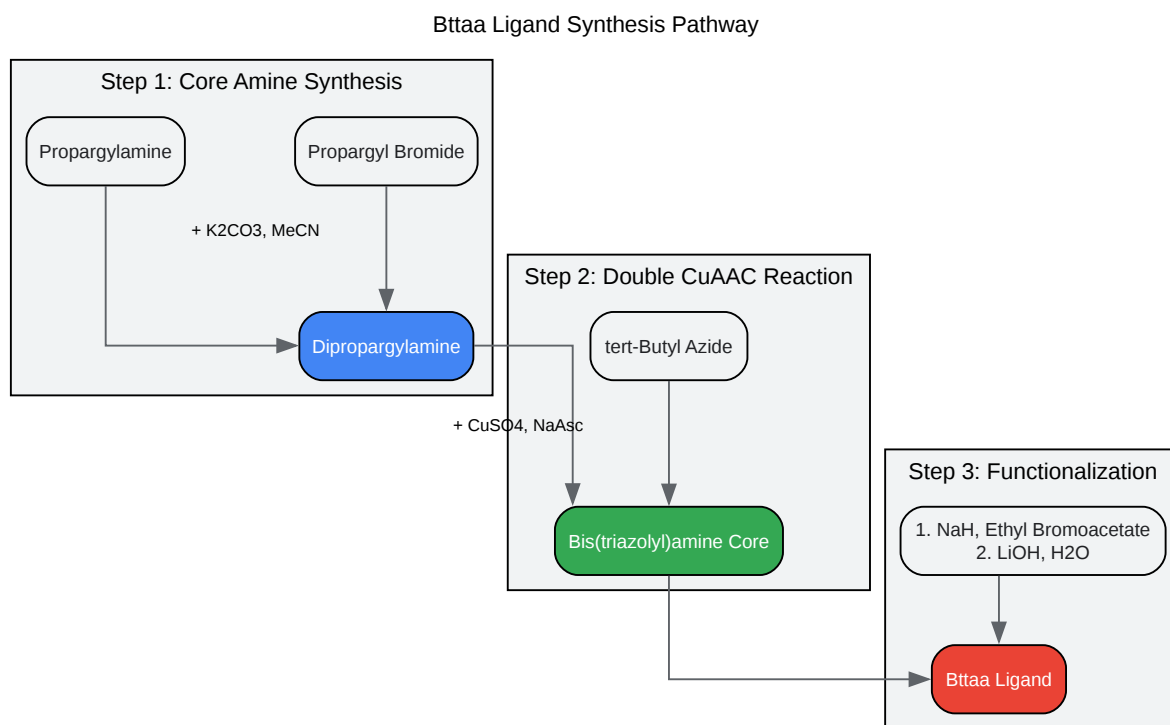 Bttaa Ligand Synthesis Pathway
Step 1: Core Amine Synthesis
Propargylamine
Propargyl Bromide
+ K2CO3, MeCN
Dipropargylamine
Step 2: Double CuAAC Reaction
tert-Butyl Azide
+ CuSO4, NaAsc
Bis(triazolyl)amine Core
Step 3: Functionalization
1. NaH, Ethyl Bromoacetate
2. LiOH, H2O
Bttaa Ligand